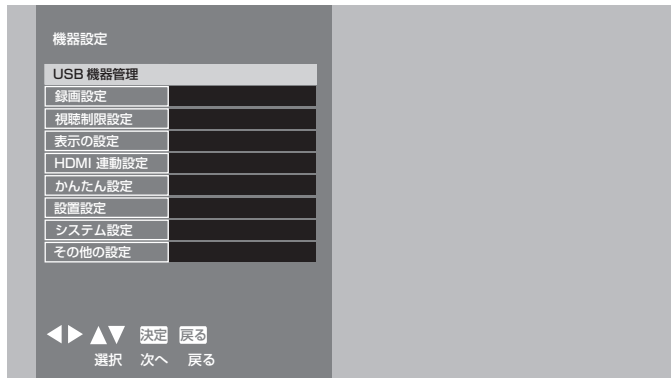 機器設定
USB 機器管理
録画設定
視聴制限設定
表示の設定
HDMI 連動設定
かんたん設定
設置設定
システム設定
その他の設定
決定 戻る
選択 次へ 戻る